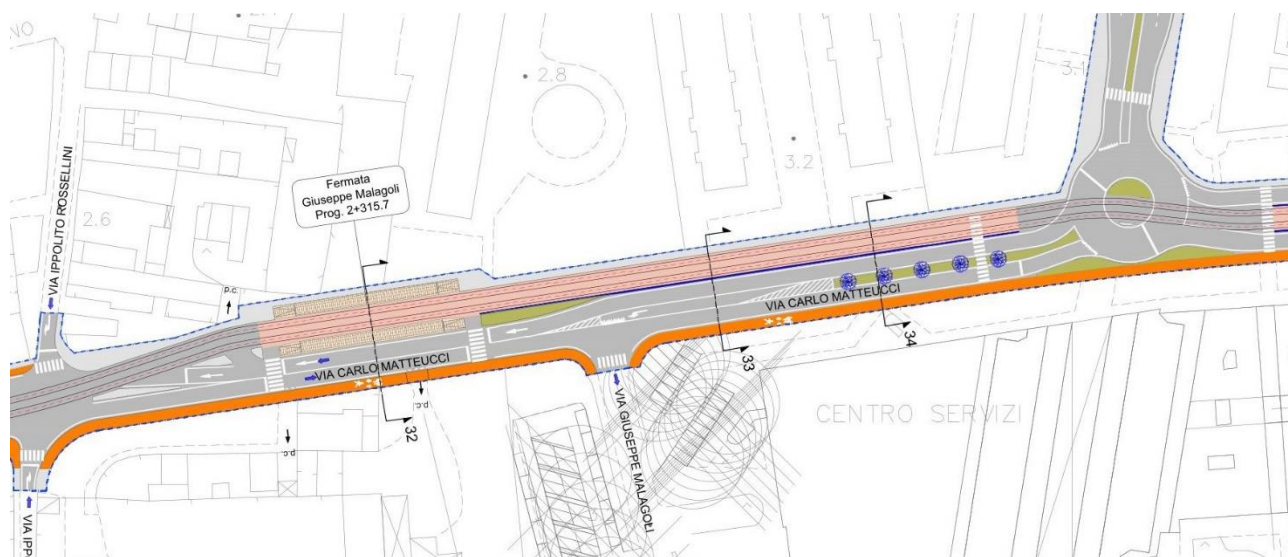 NO
2.8
3.1
3.2
Fermata
Giuseppe Malagoli
Prog. 2+315.7
VIA IPPOLITO ROSSELLINI
2.6
p.c.
VIA CARLO MATTEUCCI
VIA CARLO MATTEUCCI
34
33
32
p.c.
p.c.
CENTRO SERVIZI
VIA GIUSEPPE MALAGOLI
VIA IPP